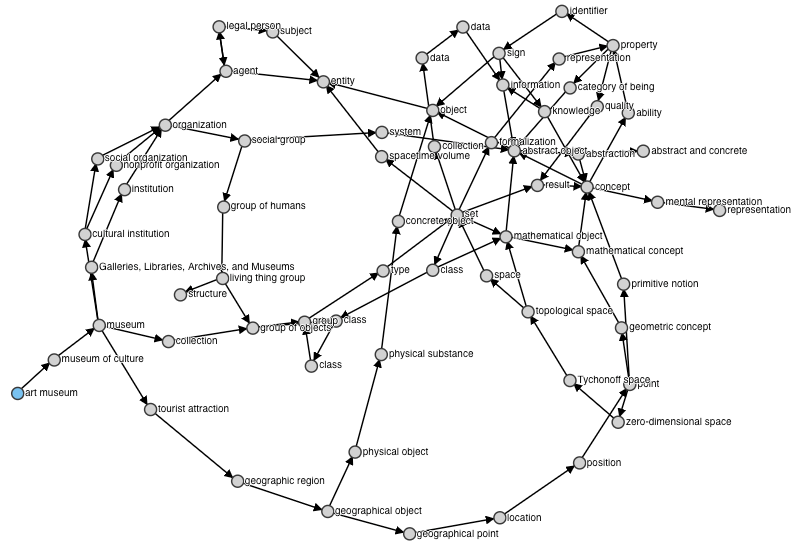 identifier
legal person
subject
data
property
sign
data
representation
agent
entity
information
category of being
quality
object
knowledge
ability
organization
system
social group
formalization
collection
abstract object
abstraction
abstract and concrete
social organization
spacetime volume
nonprofit organization
result
concept
institution
mental representation
group of humans
representation
set
concrete object
cultural institution
mathematical object
mathematical concept
Galleries, Libraries, Archives, and Museums
type
class
space
living thing group
primitive notion
structure
topological space
group
class
museum
group of objects
geometric concept
collection
physical substance
museum of culture
class
Tychonoff space
point
art museum
tourist attraction
zero-dimensional space
physical object
position
geographic region
geographical object
location
geographical point